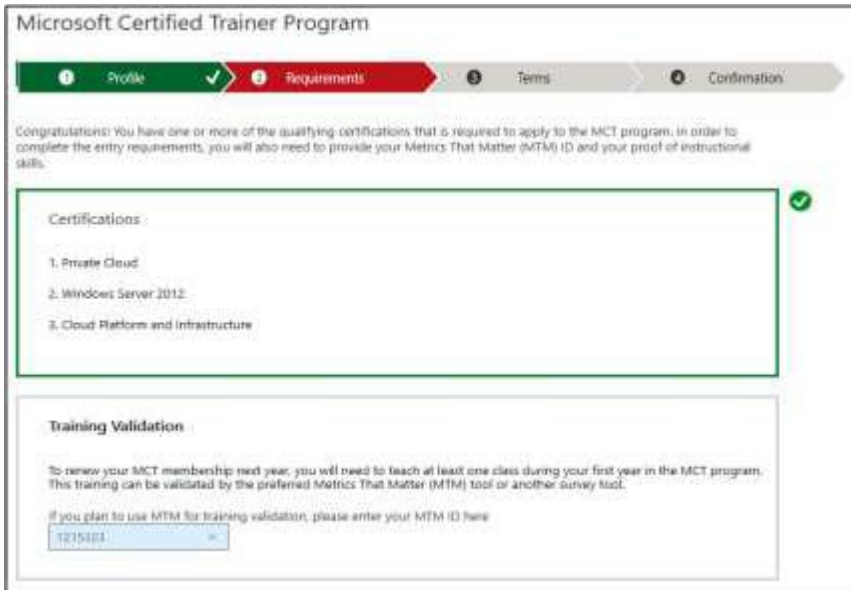 Microsoft Certified Trainer Program
1 Profile 2 Requirements 3 Terms 4 Confirmation
Congratulations! You have one or more of the qualifying certifications that is required to apply to the MCT program. In order to
complete the entry requirements, you will also need to provide your Metrics That Matter (MTM) ID and your proof of instructional
skills.
Certifications
1. Private Cloud
2. Windows Server 2012
3. Cloud Platform and Infrastructure
Training Validation
To renew your MCT membership next year, you will need to teach at least one class during your first year in the MCT program.
This training can be validated by the preferred Metrics That Matter (MTM) tool or another survey tool.
If you plan to use MTM for training validation, please enter your MTM ID here